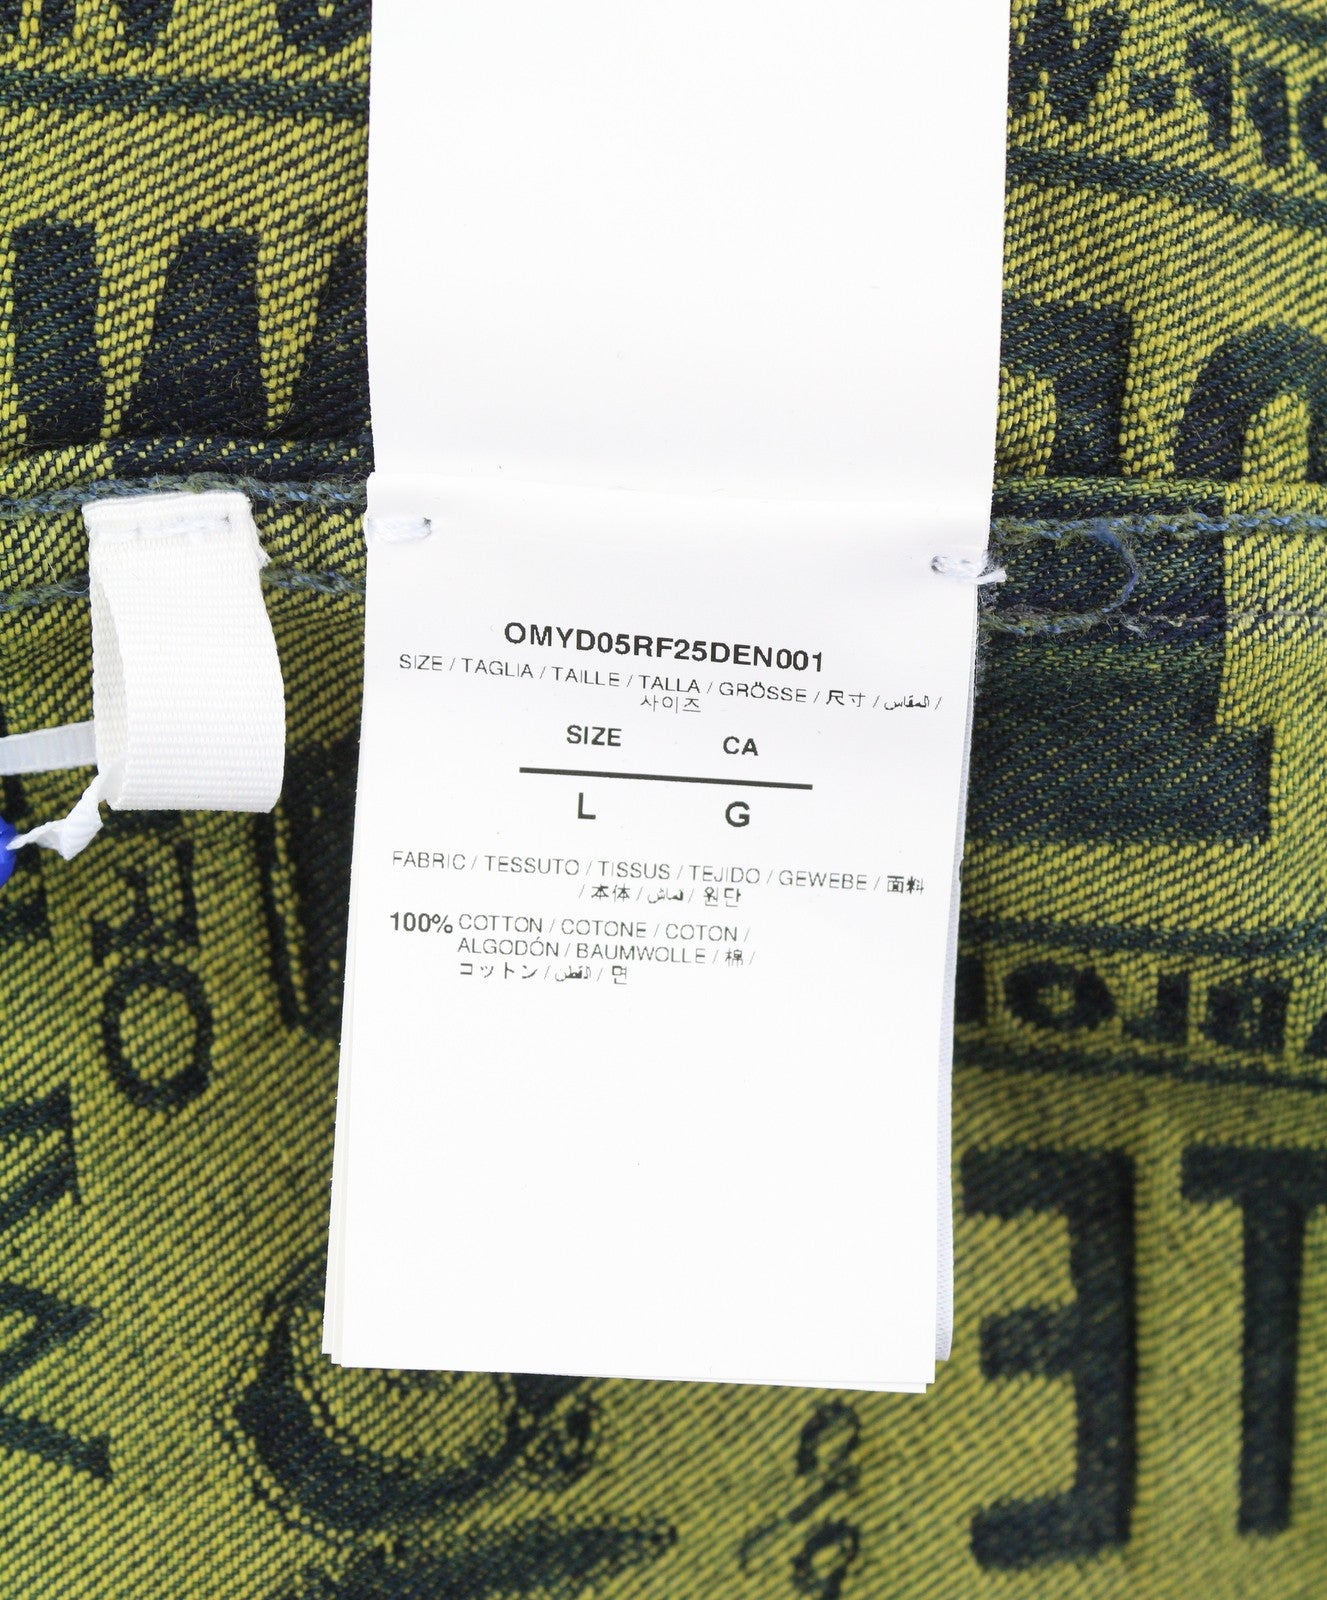 OMYD05RF25DEN001
SIZE / TAGLIA / TAILLE / TALLA / GRÖSSE / 尺寸 / المقاس /
사이즈
SIZE CA
L G
FABRIC / TESSUTO / TISSUS / TEJIDO / GEWEBE / 面料
/ 本体 / قماش / 원단
100% COTTON / COTONE / COTON /
ALGODÓN / BAUMWOLLE / 棉 /
コットン / القطن / 면